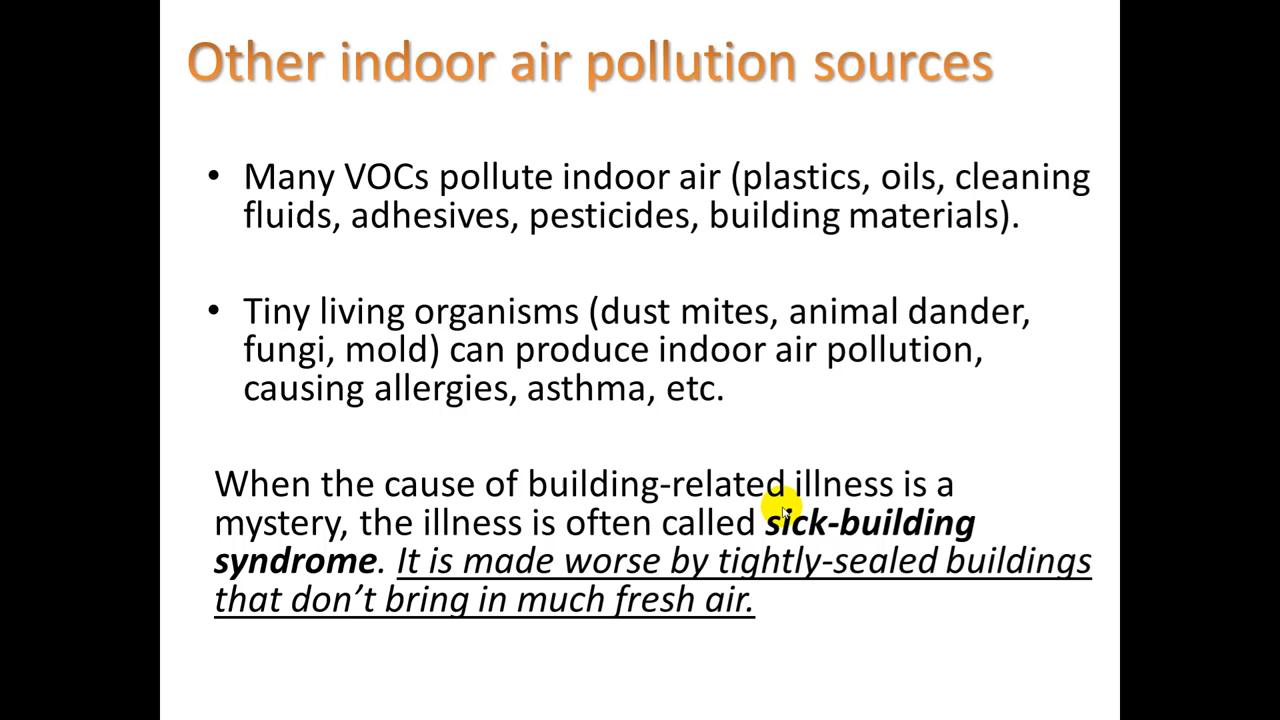 Other indoor air pollution sources
• Many VOCs pollute indoor air (plastics, oils, cleaning
fluids, adhesives, pesticides, building materials).
• Tiny living organisms (dust mites, animal dander,
fungi, mold) can produce indoor air pollution,
causing allergies, asthma, etc.
When the cause of building-related illness is a
mystery, the illness is often called sick-building
syndrome. It is made worse by tightly-sealed buildings
that don’t bring in much fresh air.